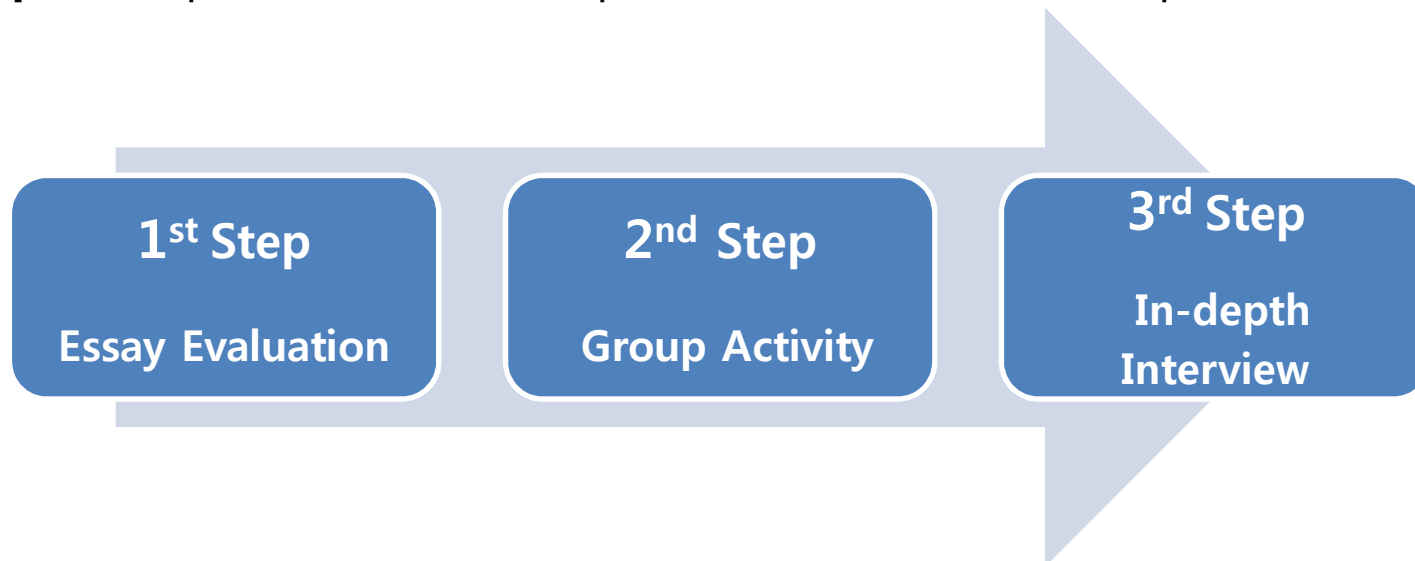 1st Step
Essay Evaluation
2nd Step
Group Activity
3rd Step
In-depth
Interview